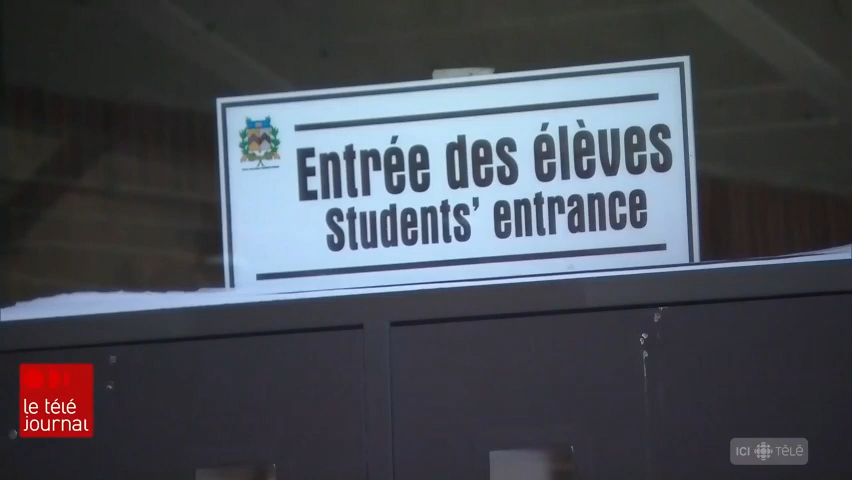 Entrée des élèves
Students' entrance
le télé
journal
ICI TÉLÉ